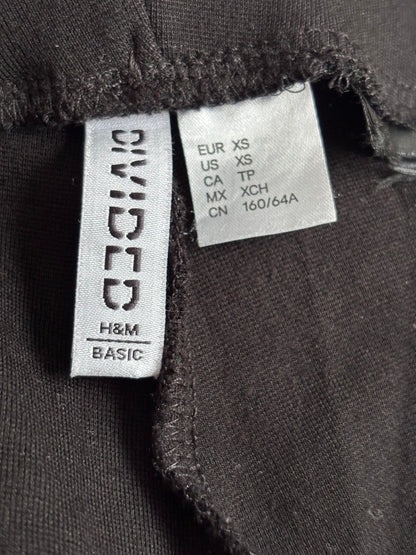 DIVIDED
H&M
BASIC
EUR XS
US XS
CA TP
MX XCH
CN 160/64A